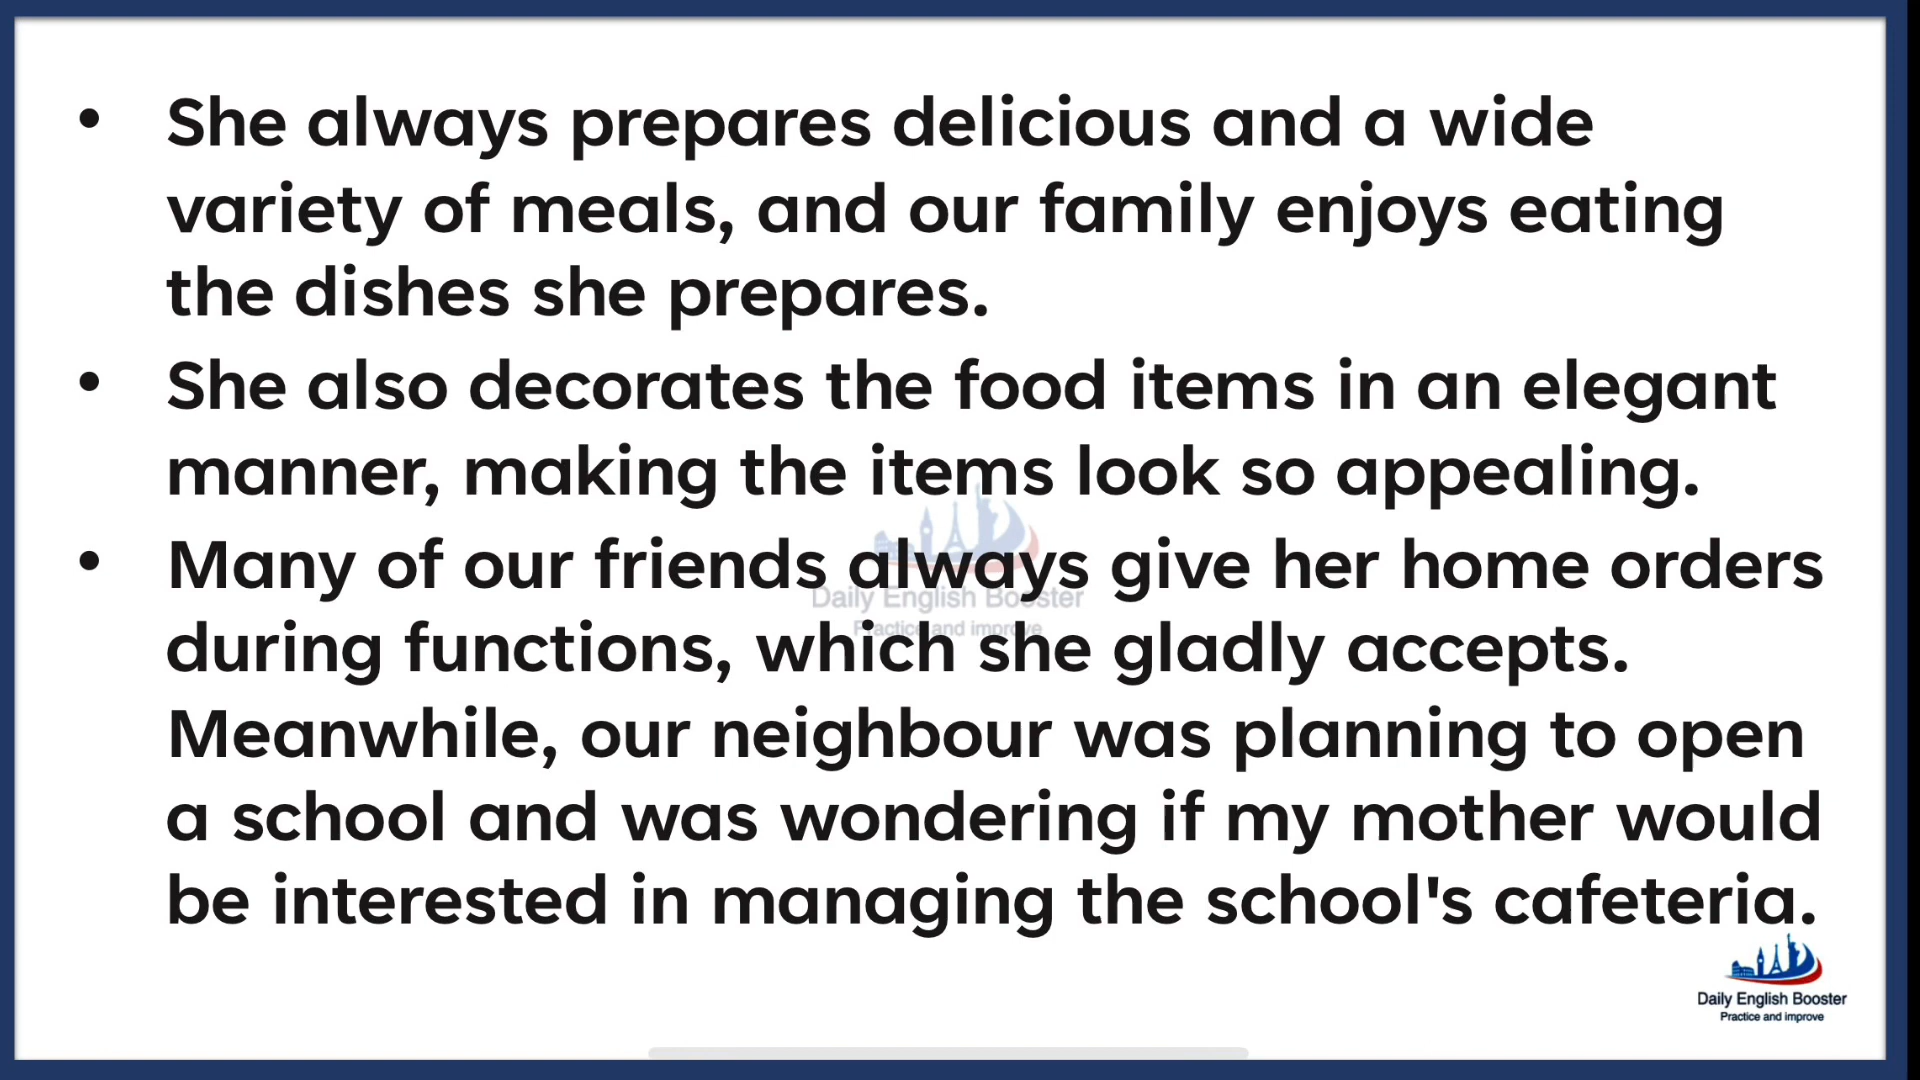 • She always prepares delicious and a wide
variety of meals, and our family enjoys eating
the dishes she prepares.
• She also decorates the food items in an elegant
manner, making the items look so appealing.
• Many of our friends always give her home orders
during functions, which she gladly accepts.
Meanwhile, our neighbour was planning to open
a school and was wondering if my mother would
be interested in managing the school's cafeteria.
Daily English Booster
Practice and improve
Daily English Booster
Practice and improve